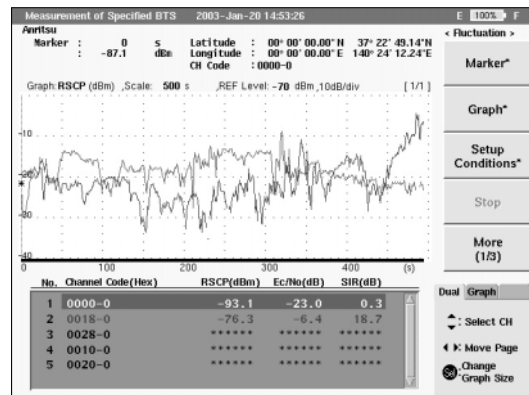 Measurement of Specified BTS 2003-Jan-20 14:53:26 E 100% F
Anritsu
< Fluctuation >
Marker : 0 s Latitude : 00° 00' 00.00" N 37° 22' 49.14"N
: -87.1 dBm Longitude : 00° 00' 00.00" E 140° 24' 12.24"E
CH Code : 0000-0
Marker*
Graph: RSCP (dBm) ,Scale: 500 s ,REF Level: -70 dBm ,10dB/div [1/1]
Graph*
-10
Setup
Conditions*
-20
Stop
-30
More
(1/3)
-40
0 100 200 300 400 (s)
No. Channel Code(Hex) RSCP(dBm) Ec/No(dB) SIR(dB)
1 0000-0 -93.1 -23.0 0.3
2 0018-0 -76.3 -6.4 18.7
3 0028-0 ****** ****** ******
4 0010-0 ****** ****** ******
5 0020-0 ****** ****** ******
Dual Graph
: Select CH
: Move Page
Set : Change
Graph Size